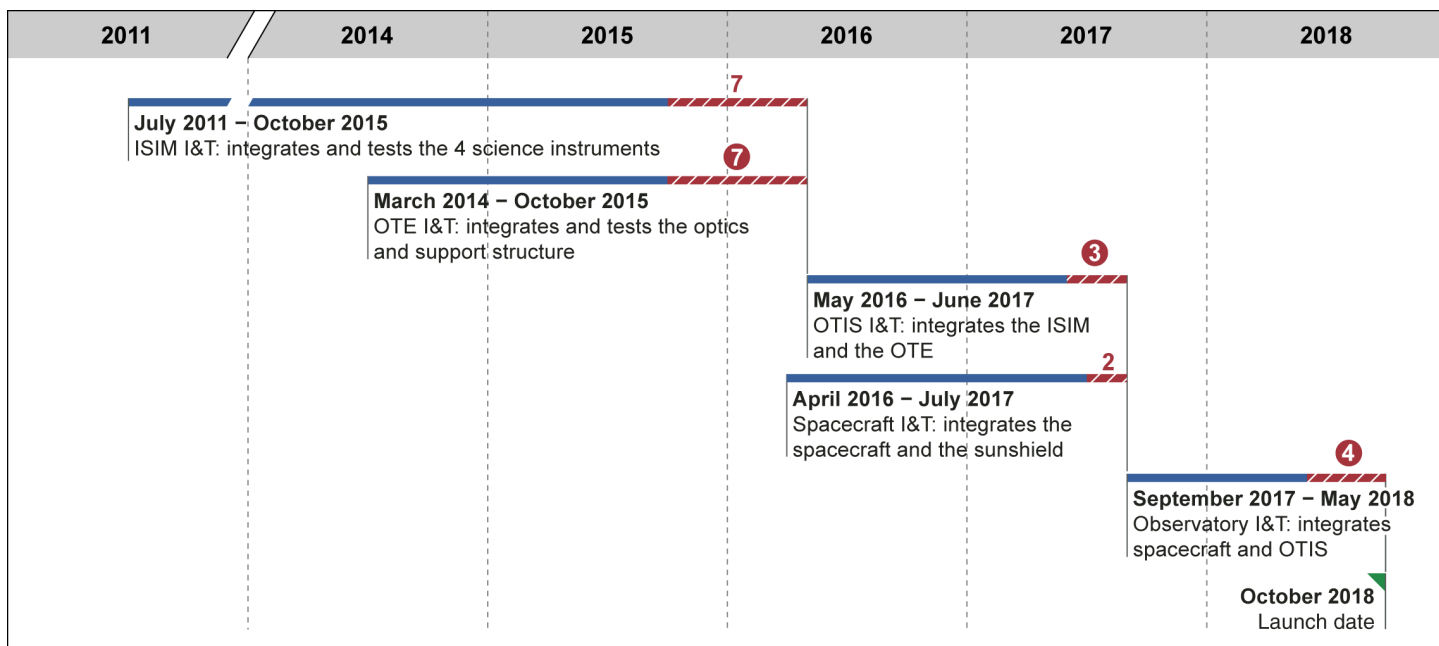 2011 2014 2015 2016 2017 2018
7
July 2011 – October 2015
ISIM I&T: integrates and tests the 4 science instruments
7
March 2014 – October 2015
OTE I&T: integrates and tests the optics
and support structure
3
May 2016 – June 2017
OTIS I&T: integrates the ISIM
and the OTE
2
April 2016 – July 2017
Spacecraft I&T: integrates the
spacecraft and the sunshield
4
September 2017 – May 2018
Observatory I&T: integrates
spacecraft and OTIS
October 2018
Launch date